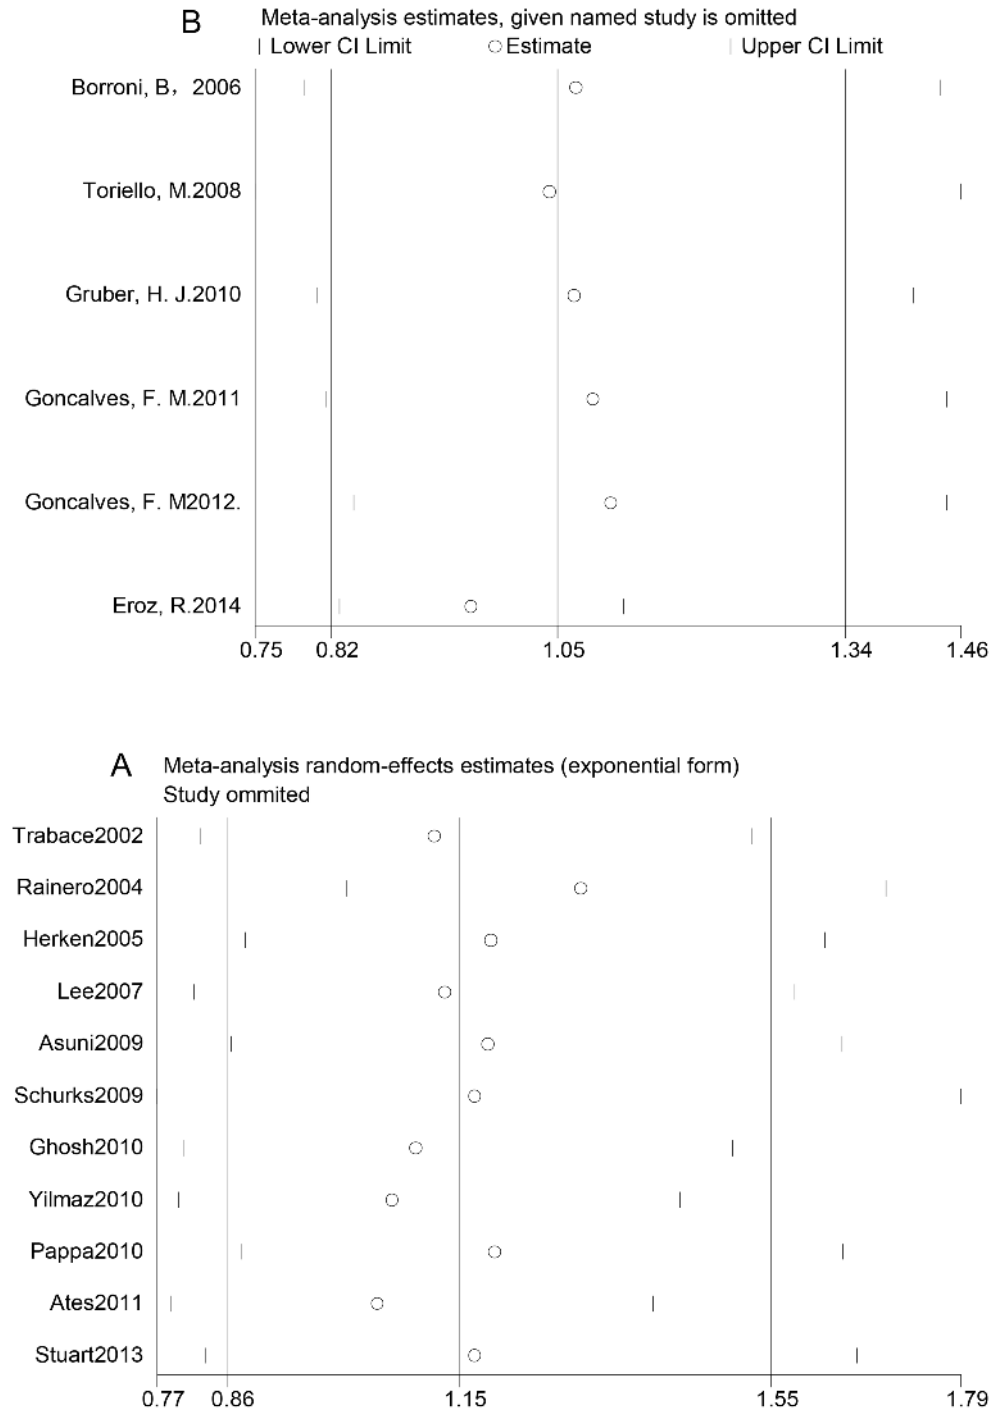 B Meta-analysis estimates, given named study is omitted
| Lower CI Limit ○ Estimate | Upper CI Limit
Borroni, B，2006
Toriello, M.2008
Gruber, H. J.2010
Goncalves, F. M.2011
Goncalves, F. M2012.
Eroz, R.2014
0.75 0.82 1.05 1.34 1.46
A Meta-analysis random-effects estimates (exponential form)
Study ommited
Trabace2002
Rainero2004
Herken2005
Lee2007
Asuni2009
Schurks2009
Ghosh2010
Yilmaz2010
Pappa2010
Ates2011
Stuart2013
0.77 0.86 1.15 1.55 1.79